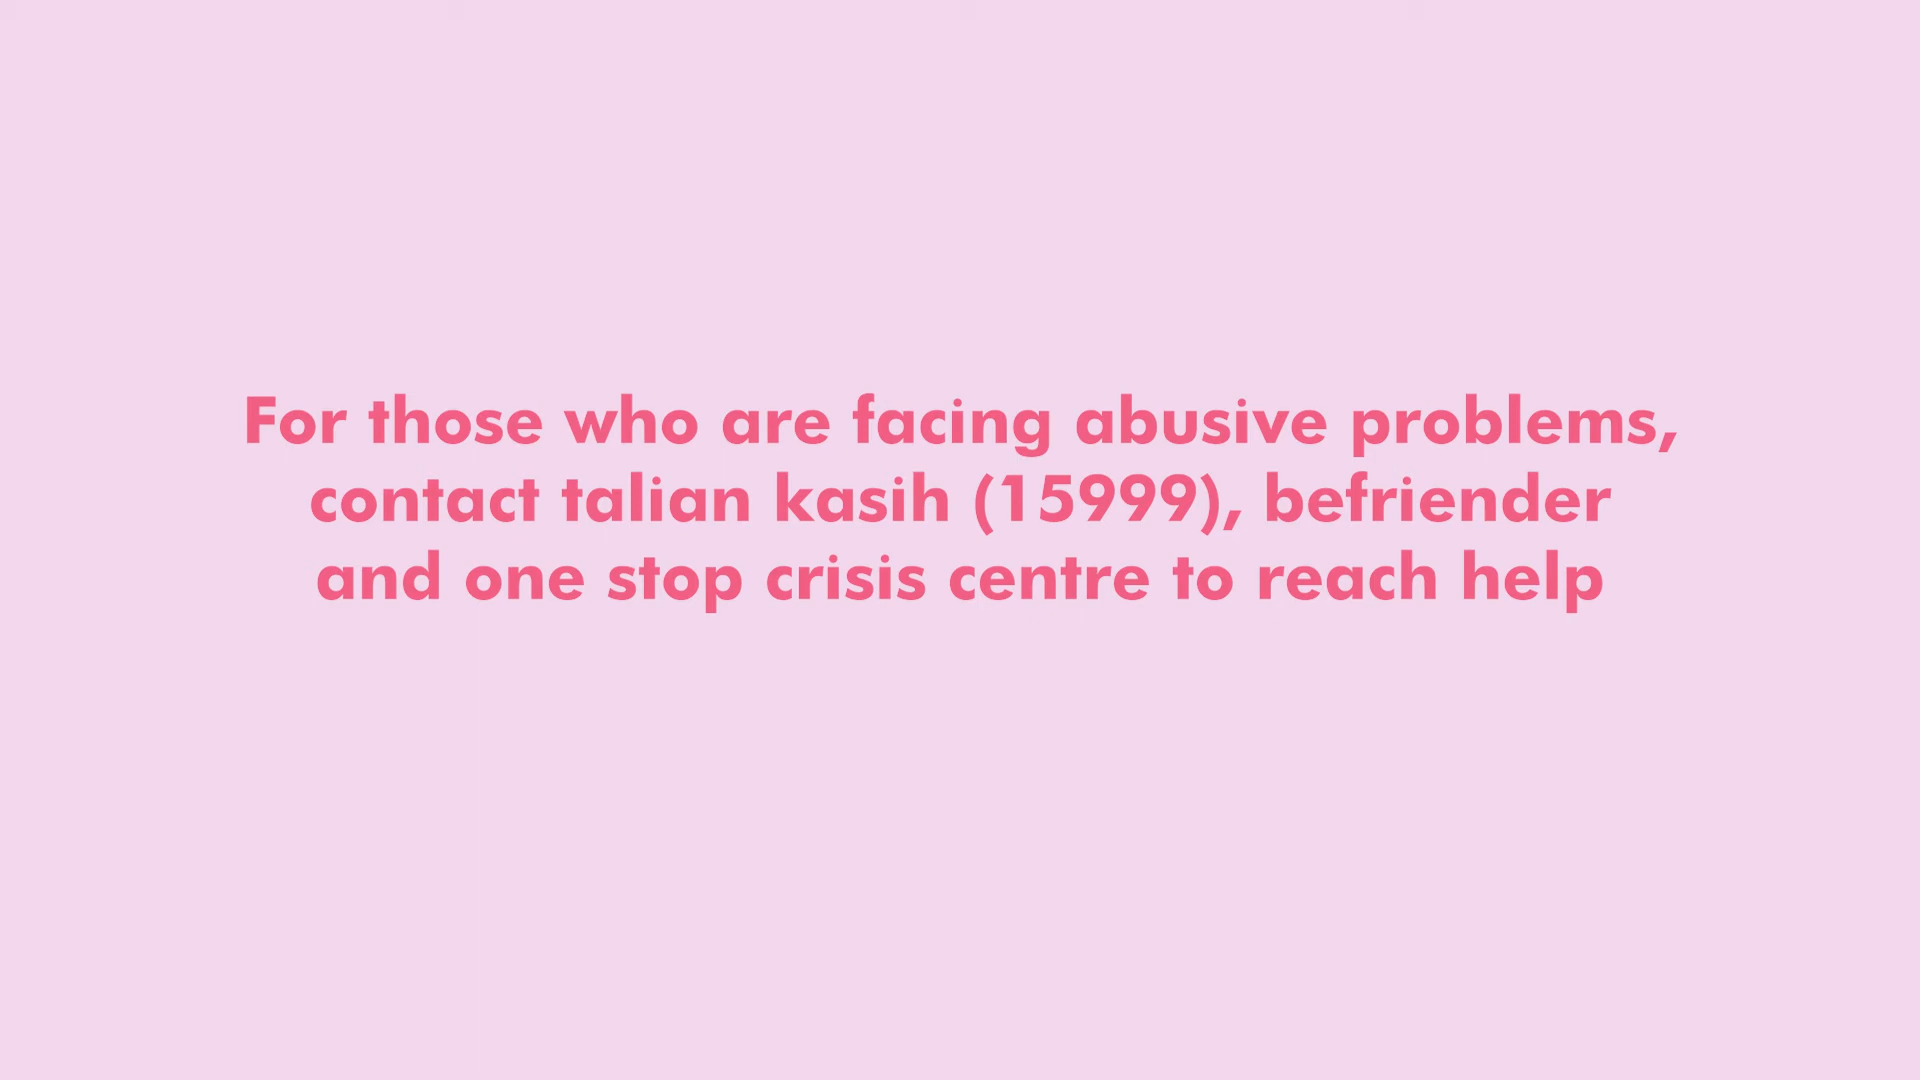 For those who are facing abusive problems,
contact talian kasih (15999), befriender
and one stop crisis centre to reach help